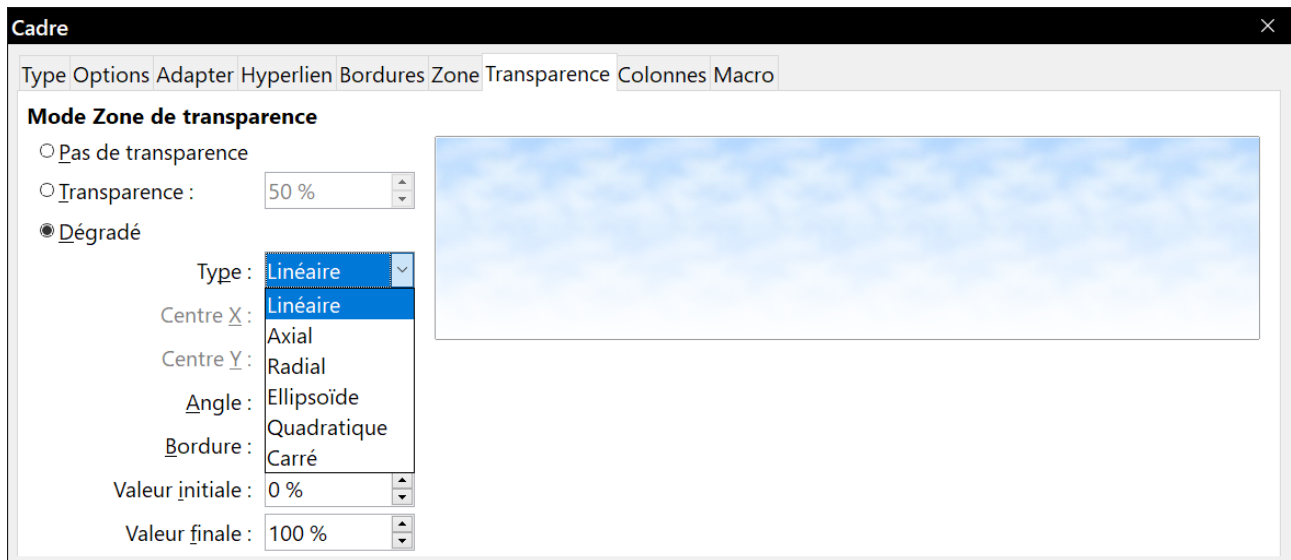 Cadre
Type Options Adapter Hyperlien Bordures Zone Transparence Colonnes Macro
Mode Zone de transparence
Pas de transparence
Transparence : 50 %
Dégradé
Type : Linéaire
Linéaire
Centre X :
Axial
Centre Y :
Radial
Angle : Ellipsoïde
Quadratique
Bordure :
Carré
Valeur initiale : 0 %
Valeur finale : 100 %